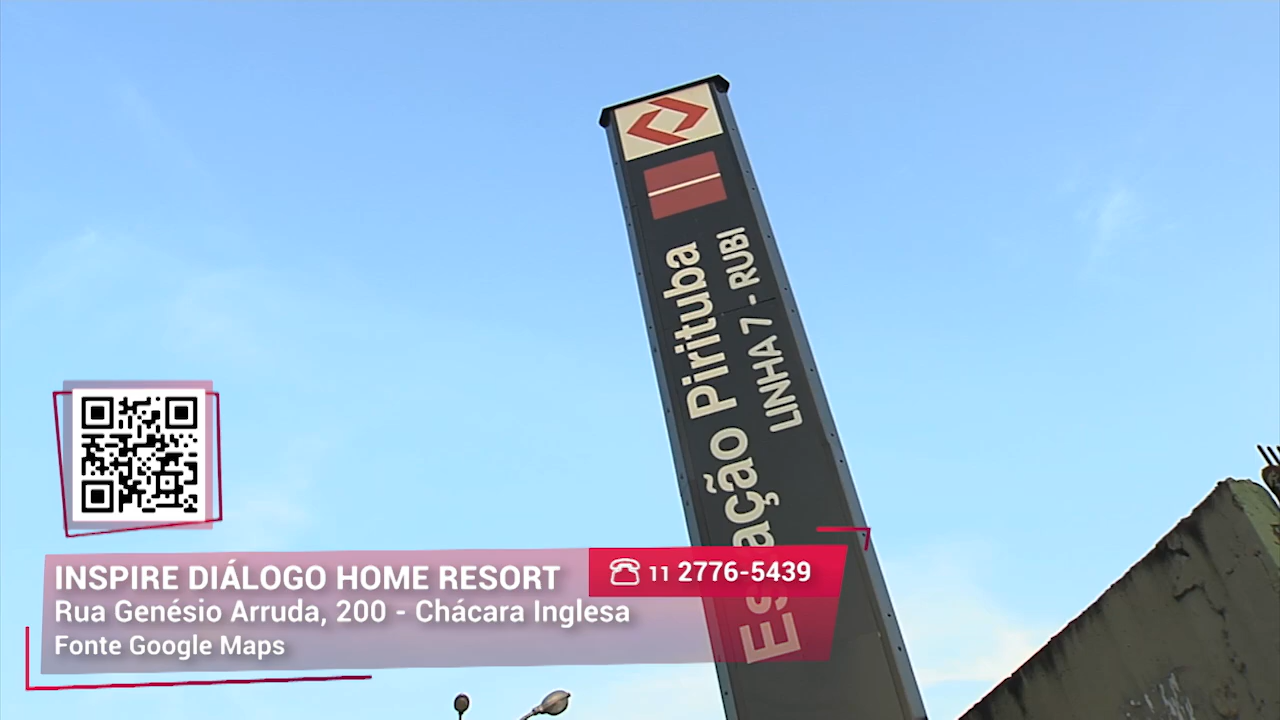 Estação Pirituba
LINHA 7 - RUBI
INSPIRE DIÁLOGO HOME RESORT
11 2776-5439
Rua Genésio Arruda, 200 - Chácara Inglesa
Fonte Google Maps